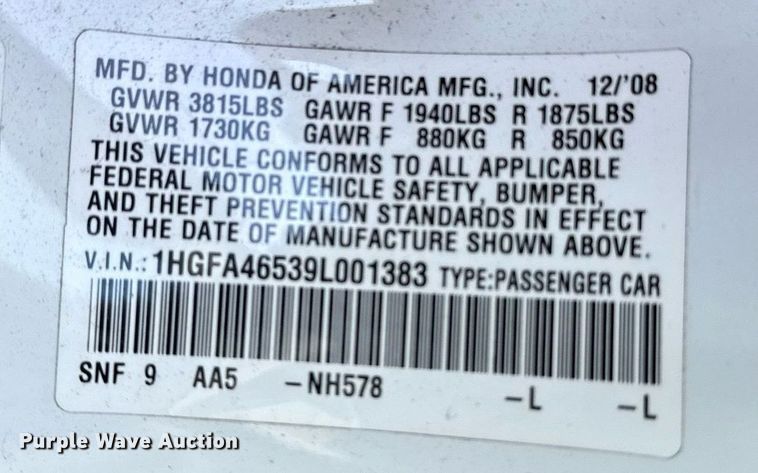 MFD. BY HONDA OF AMERICA MFG., INC. 12/'08
GVWR 3815LBS GAWR F 1940LBS R 1875LBS
GVWR 1730KG GAWR F 880KG R 850KG
THIS VEHICLE CONFORMS TO ALL APPLICABLE
FEDERAL MOTOR VEHICLE SAFETY, BUMPER,
AND THEFT PREVENTION STANDARDS IN EFFECT
ON THE DATE OF MANUFACTURE SHOWN ABOVE.
V.I.N.: 1HGFA46539L001383 TYPE:PASSENGER CAR
SNF 9 AA5 -NH578 -L -L
Purple Wave Auction